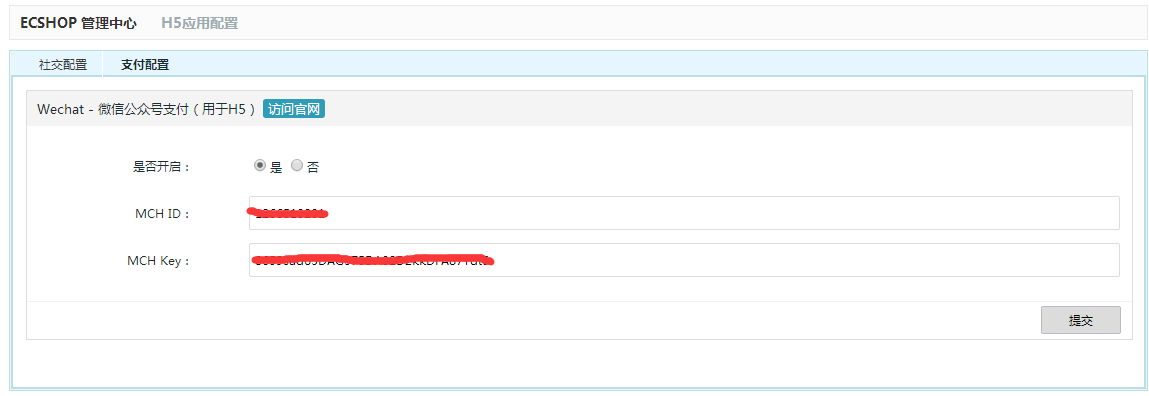 ECSHOP 管理中心 H5应用配置
社交配置 支付配置
Wechat - 微信公众号支付（用于H5） 访问官网
是否开启： 是 否
MCH ID：
MCH Key：
提交